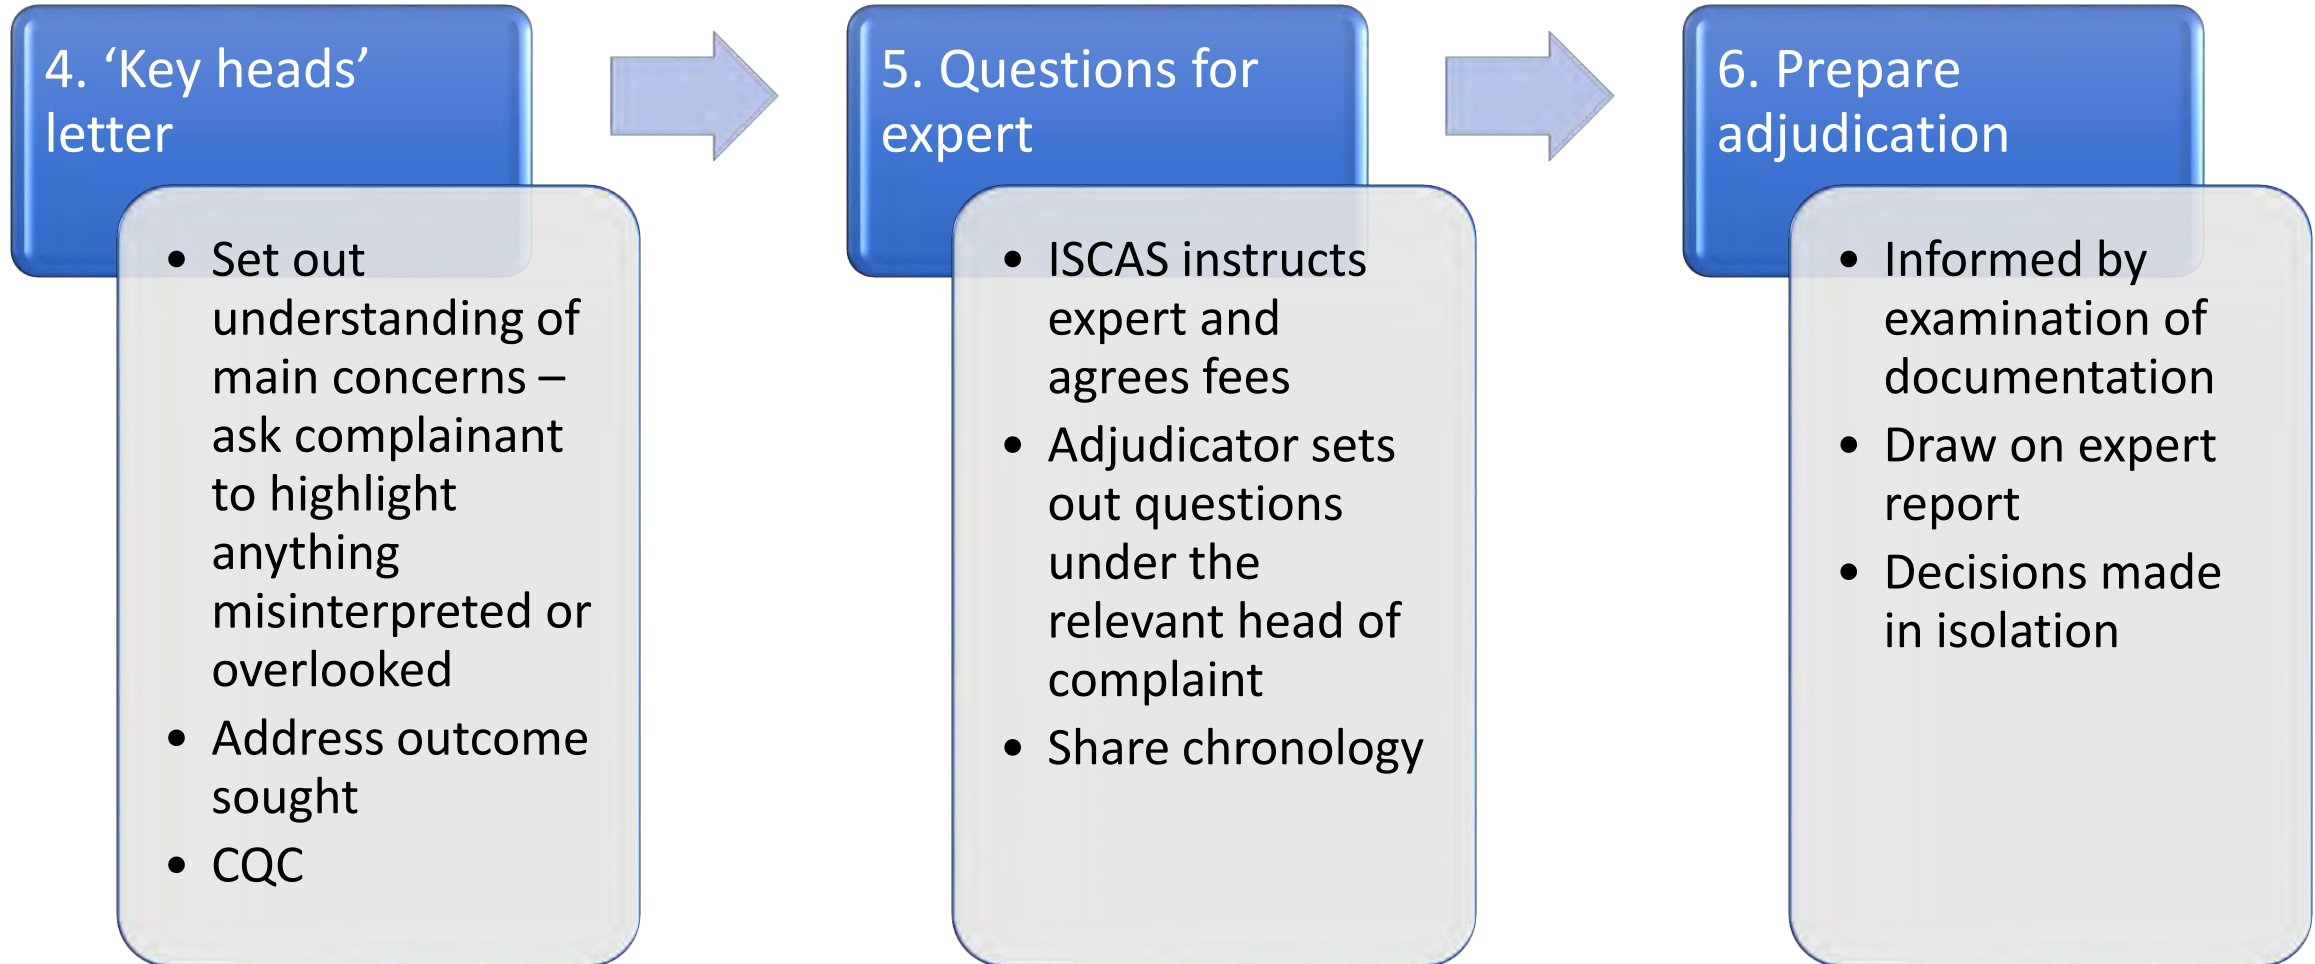 4. ‘Key heads’
letter
• Set out
understanding of
main concerns –
ask complainant
to highlight
anything
misinterpreted or
overlooked
• Address outcome
sought
• CQC
5. Questions for
expert
• ISCAS instructs
expert and
agrees fees
• Adjudicator sets
out questions
under the
relevant head of
complaint
• Share chronology
6. Prepare
adjudication
• Informed by
examination of
documentation
• Draw on expert
report
• Decisions made
in isolation